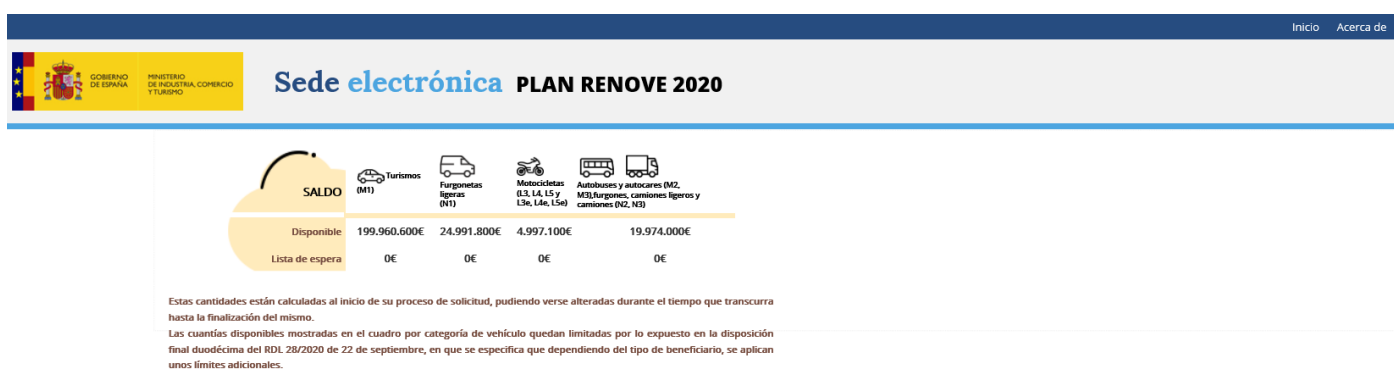 Inicio Acerca de
GOBIERNO DE ESPAÑA
MINISTERIO DE INDUSTRIA, COMERCIO Y TURISMO
Sede electrónica PLAN RENOVE 2020
SALDO
Turismos
(M1)
Furgonetas
ligeras
(N1)
Motocicletas
(L3, L4, L5 y
L3e, L4e, L5e)
Autobuses y autocares (M2,
M3),furgones, camiones ligeros y
camiones (N2, N3)
Disponible 199.960.600€ 24.991.800€ 4.997.100€ 19.974.000€
Lista de espera 0€ 0€ 0€ 0€
Estas cantidades están calculadas al inicio de su proceso de solicitud, pudiendo verse alteradas durante el tiempo que transcurra
hasta la finalización del mismo.
Las cuantías disponibles mostradas en el cuadro por categoría de vehículo quedan limitadas por lo expuesto en la disposición
final duodécima del RDL 28/2020 de 22 de septiembre, en que se especifica que dependiendo del tipo de beneficiario, se aplican
unos límites adicionales.